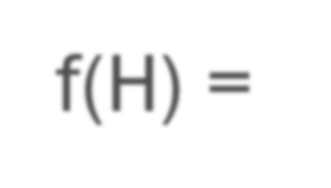 f(H) =